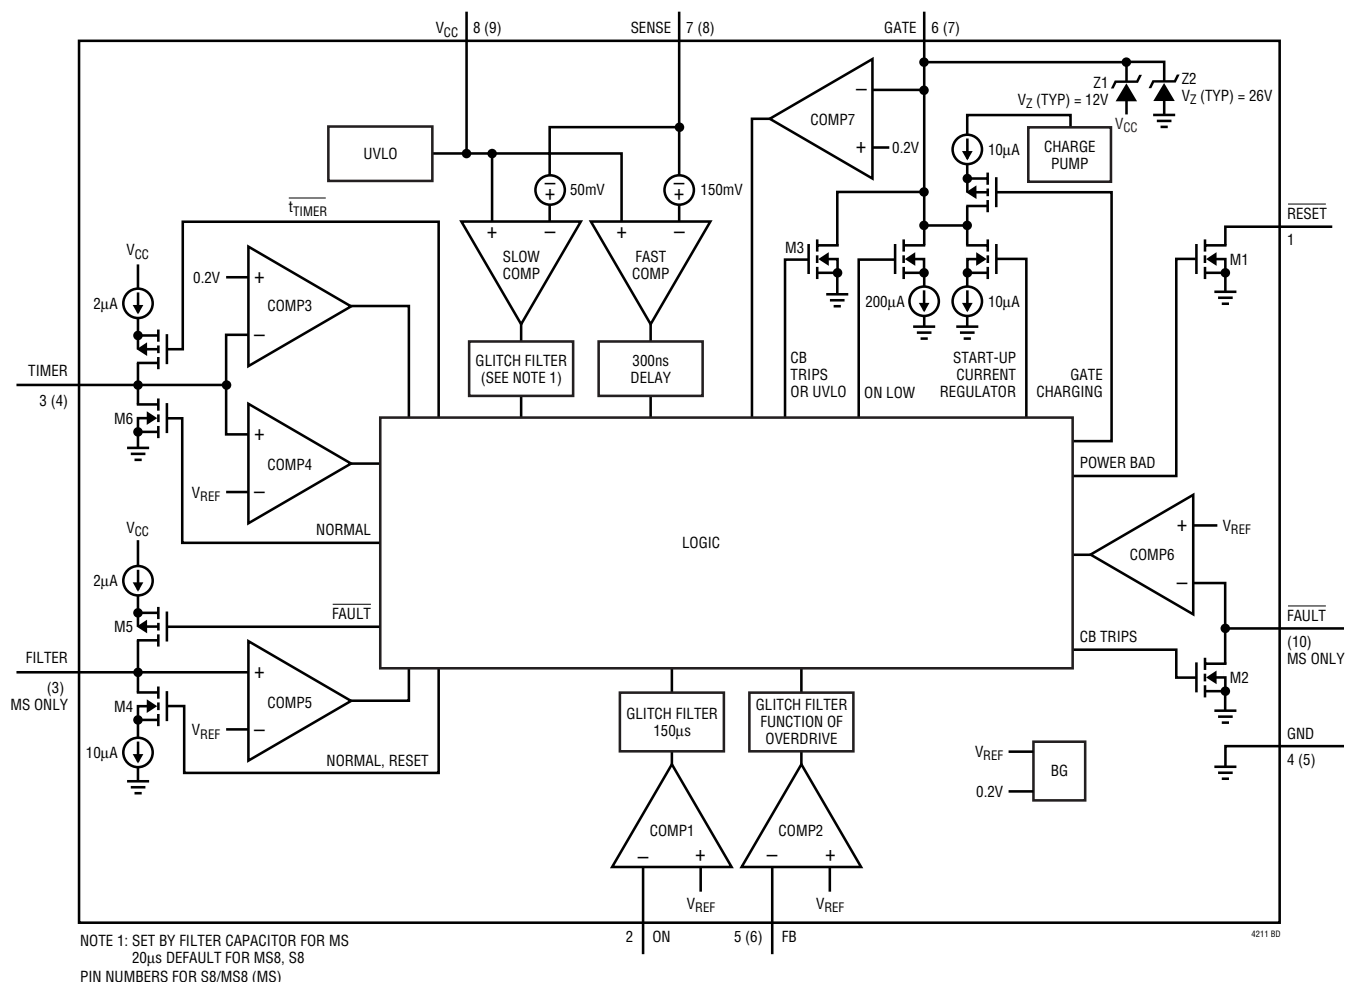 VCC 8 (9)
SENSE 7 (8)
GATE 6 (7)
Z1
VZ (TYP) = 12V
VCC
Z2
VZ (TYP) = 26V
COMP7
–
+
0.2V
10µA
CHARGE
PUMP
UVLO
–
+
50mV
–
+
150mV
tTIMER
RESET
1
+
–
SLOW
COMP
+
–
FAST
COMP
M3
M1
VCC
2µA
0.2V
+
–
COMP3
200µA
10µA
GLITCH FILTER
(SEE NOTE 1)
300ns
DELAY
CB
TRIPS
OR UVLO
ON LOW
START-UP
CURRENT
REGULATOR
GATE
CHARGING
TIMER
3 (4)
M6
+
COMP4
VREF
–
POWER BAD
NORMAL
LOGIC
+
VREF
COMP6
–
VCC
2µA
M5
FAULT
FAULT
(10)
MS ONLY
CB TRIPS
M2
FILTER
(3)
MS ONLY
M4
+
COMP5
VREF
–
10µA
NORMAL, RESET
GLITCH FILTER
150µs
GLITCH FILTER
FUNCTION OF
OVERDRIVE
GND
4 (5)
VREF
0.2V
BG
COMP1
–
+
VREF
COMP2
–
+
VREF
2 ON
5 (6) FB
4211 BD
NOTE 1: SET BY FILTER CAPACITOR FOR MS
20µs DEFAULT FOR MS8, S8
PIN NUMBERS FOR S8/MS8 (MS)